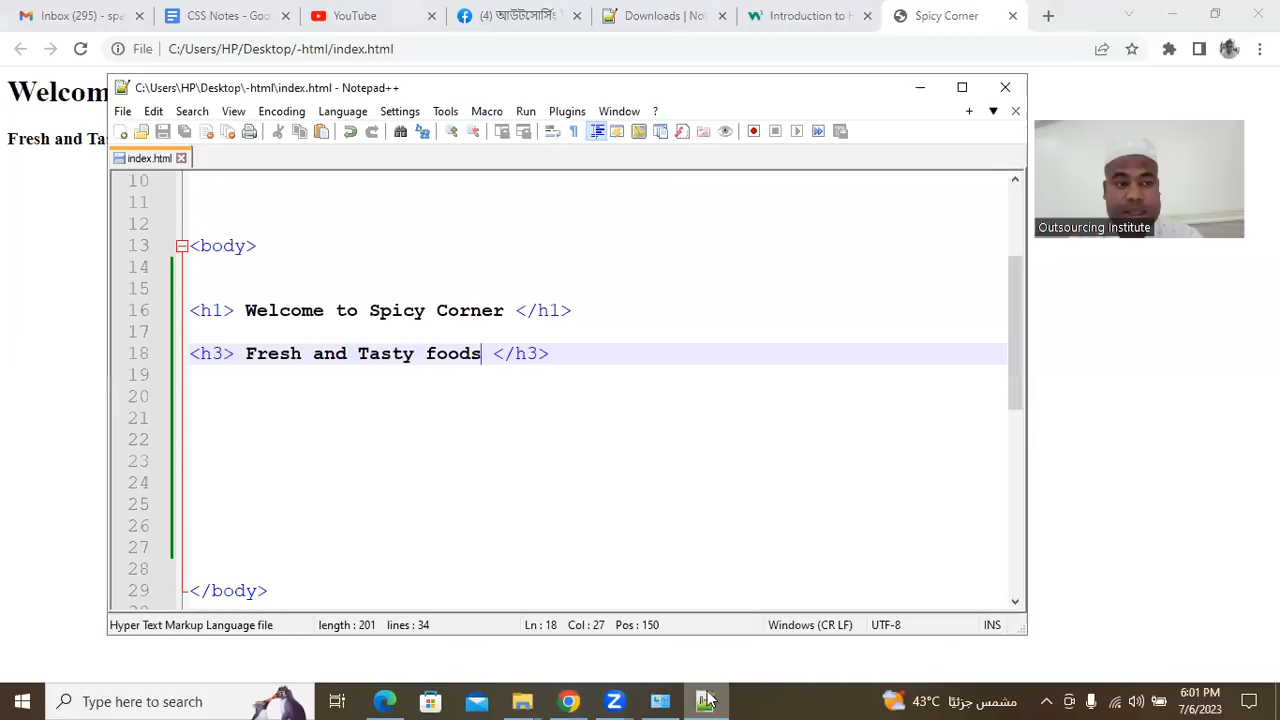 Inbox (295) - spa
CSS Notes - Goo
YouTube
(4) আউটসোর্সিং
Downloads | Not
Introduction to H
Spicy Corner
File
C:/Users/HP/Desktop/-html/index.html
Welcom
Fresh and Ta
C:\Users\HP\Desktop\-html\index.html - Notepad++
File Edit Search View Encoding Language Settings Tools Macro Run Plugins Window ?
index.html
10
11
12
13 <body>
14
15
16 <h1> Welcome to Spicy Corner </h1>
17
18 <h3> Fresh and Tasty foods </h3>
19
20
21
22
23
24
25
26
27
28
29 </body>
Hyper Text Markup Language file length : 201 lines : 34 Ln : 18 Col : 27 Pos : 150 Windows (CR LF) UTF-8 INS
Outsourcing Institute
Type here to search
43°C مشمس جزئيًا
6:01 PM
7/6/2023